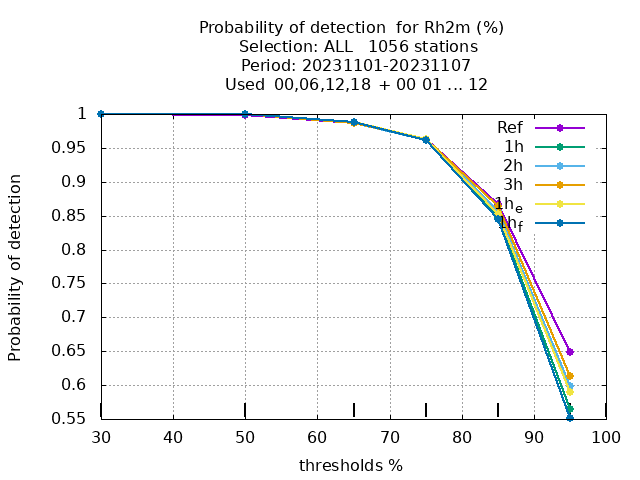 Probability of detection  for Rh2m (%)
Selection: ALL   1056 stations
Period: 20231101-20231107
Used  00,06,12,18 + 00 01 ... 12
Probability of detection
1
0.95
0.9
0.85
0.8
0.75
0.7
0.65
0.6
0.55
Ref
1h
2h
3h
1he
1hf
30 40 50 60 70 80 90 100
thresholds %